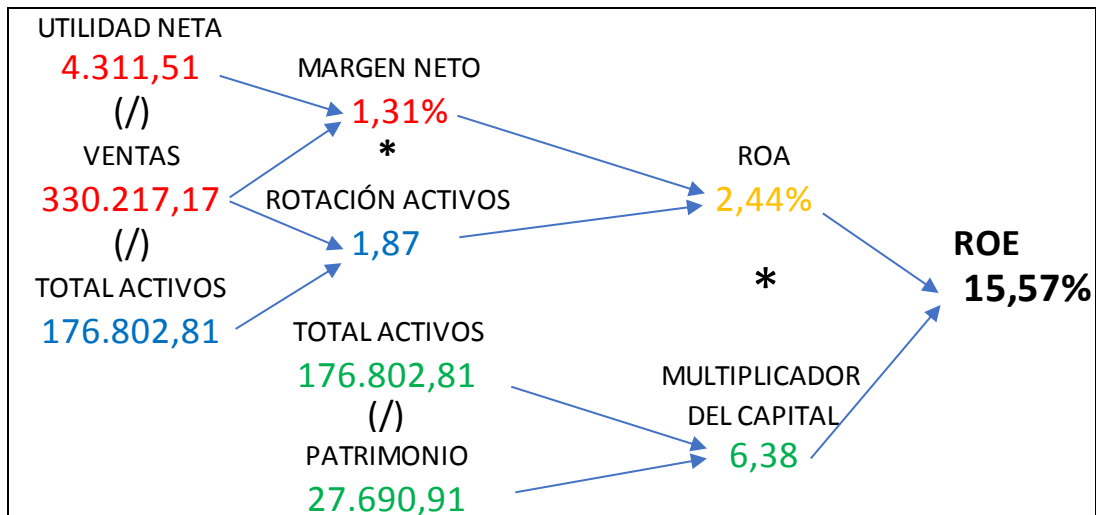 UTILIDAD NETA
4.311,51
(/)
VENTAS
330.217,17
(/)
TOTAL ACTIVOS
176.802,81
MARGEN NETO
1,31%
*
ROTACIÓN ACTIVOS
1,87
TOTAL ACTIVOS
176.802,81
(/)
PATRIMONIO
27.690,91
ROA
2,44%
*
MULTIPLICADOR
DEL CAPITAL
6,38
ROE
15,57%